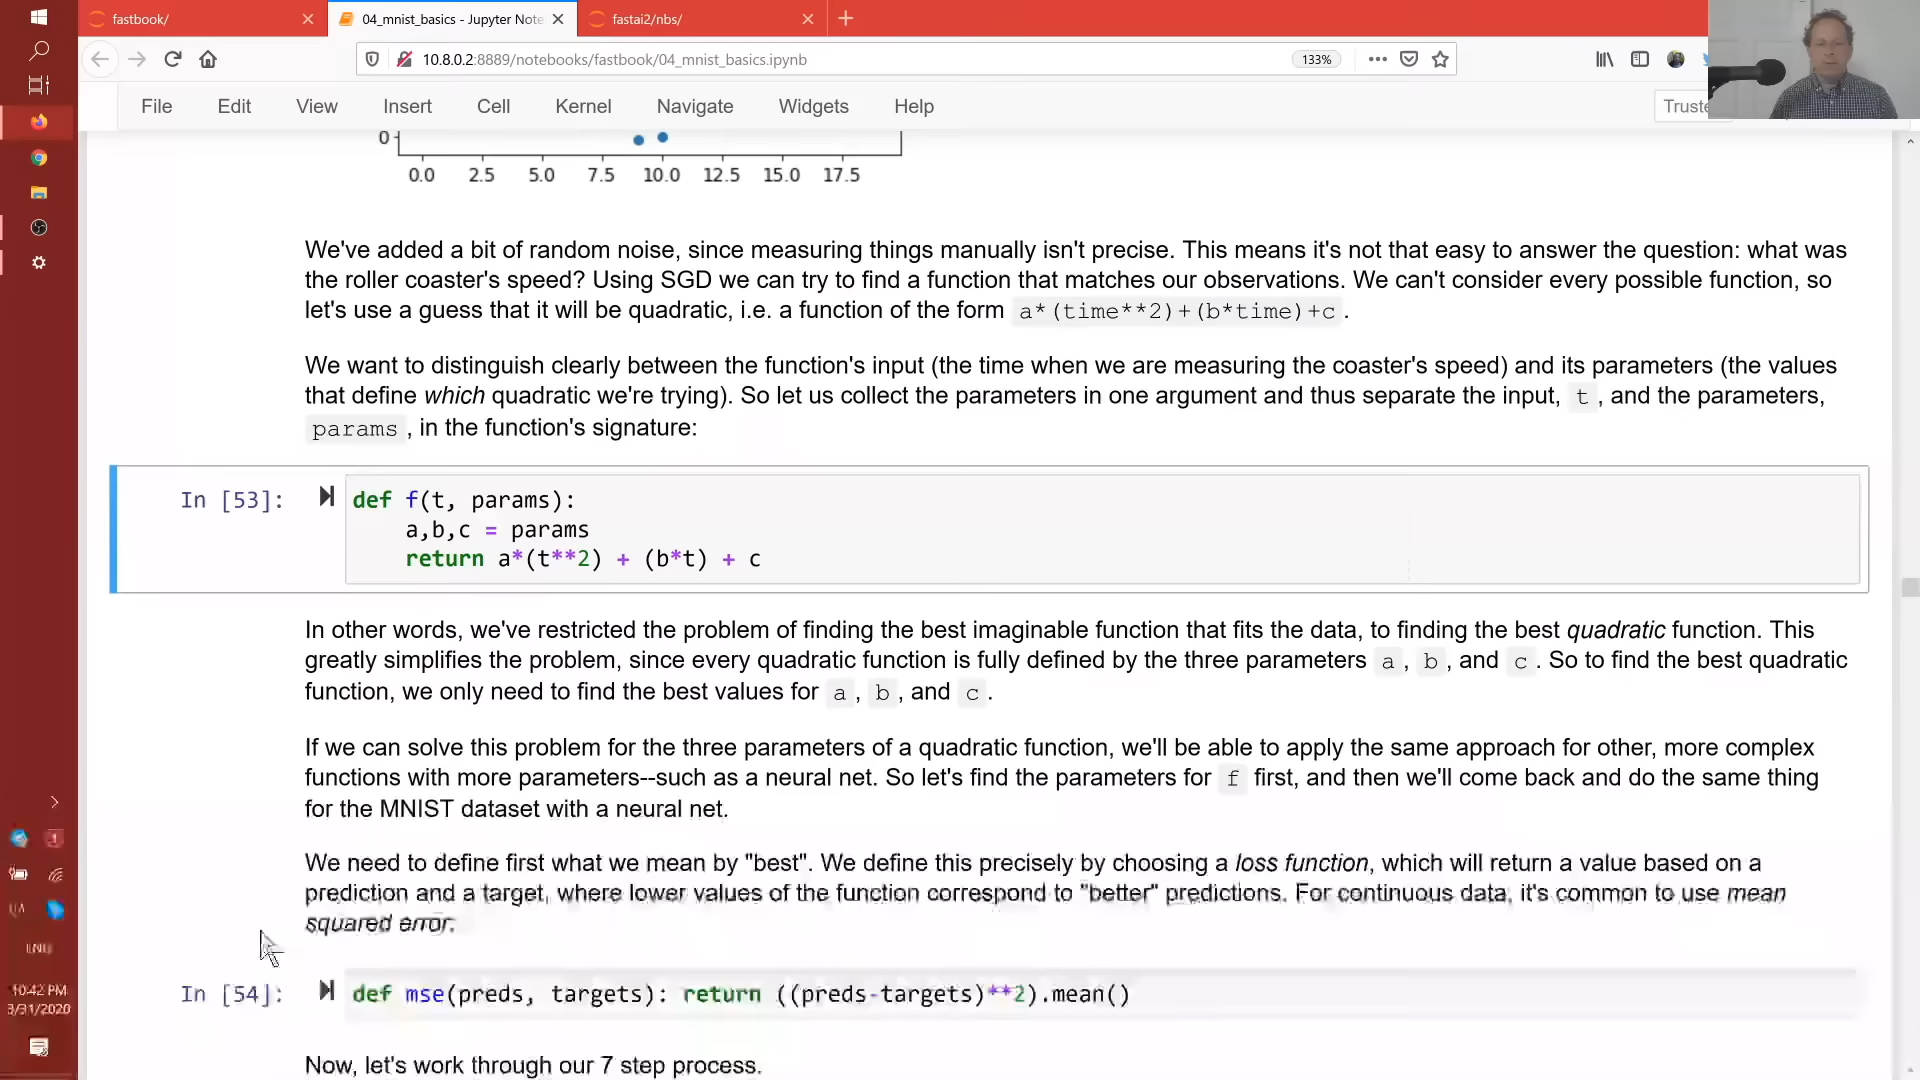 fastbook/
04_mnist_basics - Jupyter Note
fastai2/nbs/
10.8.0.2:8889/notebooks/fastbook/04_mnist_basics.ipynb
133%
File Edit View Insert Cell Kernel Navigate Widgets Help
Truste
0
0.0 2.5 5.0 7.5 10.0 12.5 15.0 17.5
We've added a bit of random noise, since measuring things manually isn't precise. This means it's not that easy to answer the question: what was
the roller coaster's speed? Using SGD we can try to find a function that matches our observations. We can't consider every possible function, so
let's use a guess that it will be quadratic, i.e. a function of the form a*(time**2)+(b*time)+c.
We want to distinguish clearly between the function's input (the time when we are measuring the coaster's speed) and its parameters (the values
that define which quadratic we're trying). So let us collect the parameters in one argument and thus separate the input, t, and the parameters,
params, in the function's signature:
In [53]: def f(t, params):
a,b,c = params
return a*(t**2) + (b*t) + c
In other words, we've restricted the problem of finding the best imaginable function that fits the data, to finding the best quadratic function. This
greatly simplifies the problem, since every quadratic function is fully defined by the three parameters a, b, and c. So to find the best quadratic
function, we only need to find the best values for a, b, and c.
If we can solve this problem for the three parameters of a quadratic function, we'll be able to apply the same approach for other, more complex
functions with more parameters--such as a neural net. So let's find the parameters for f first, and then we'll come back and do the same thing
for the MNIST dataset with a neural net.
We need to define first what we mean by "best". We define this precisely by choosing a loss function, which will return a value based on a
prediction and a target, where lower values of the function correspond to "better" predictions. For continuous data, it's common to use mean
squared error:
In [54]: def mse(preds, targets): return ((preds-targets)**2).mean()
Now, let's work through our 7 step process.
10:42 PM
3/31/2020